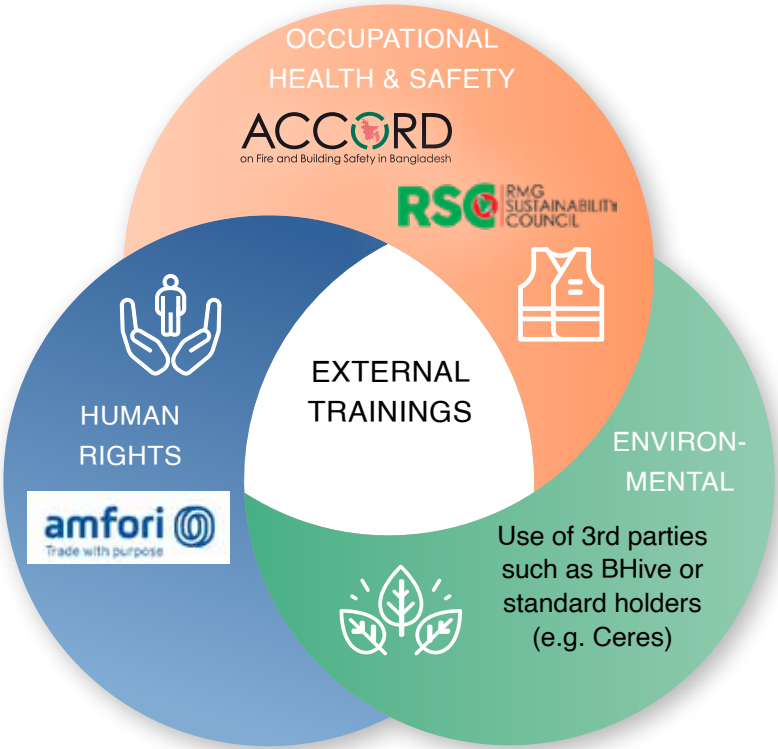 OCCUPATIONAL
HEALTH & SAFETY
ACCORD
on Fire and Building Safety in Bangladesh
RSC
RMG
SUSTAINABILITY
COUNCIL
EXTERNAL
TRAININGS
HUMAN
RIGHTS
amfori
Trade with purpose
ENVIRON-
MENTAL
Use of 3rd parties
such as BHive or
standard holders
(e.g. Ceres)